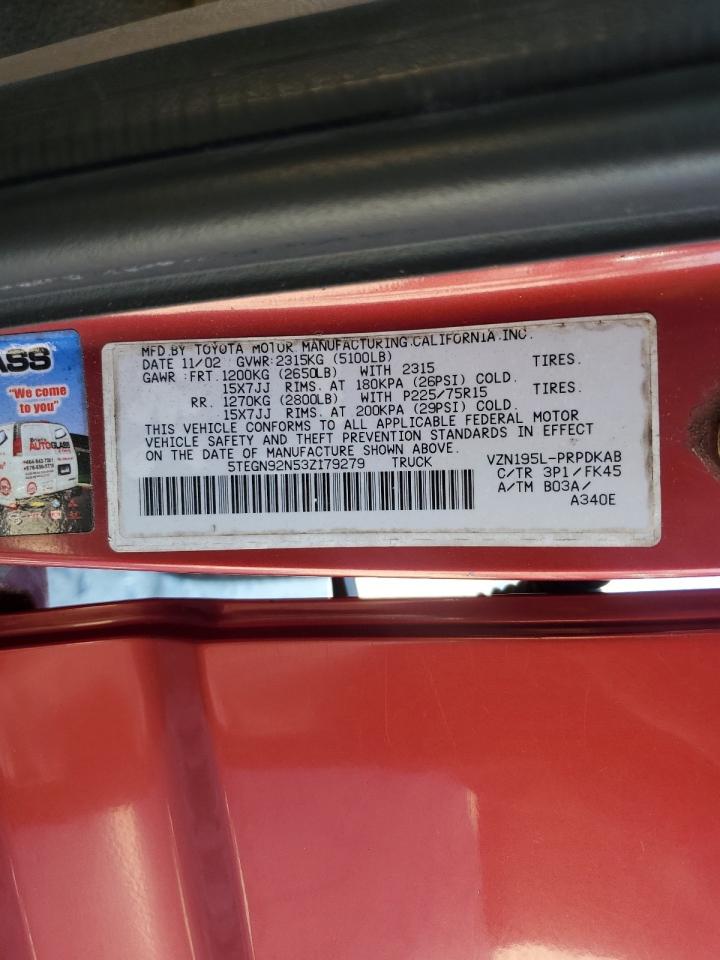 MFD.BY TOYOTA MOTOR MANUFACTURING.CALIFORNIA.INC.
DATE 11/02 GVWR:2315KG (5100LB)
GAWR : FRT.1200KG (2650LB) WITH 2315 TIRES.
15X7JJ RIMS. AT 180KPA (26PSI) COLD.
RR. 1270KG (2800LB) WITH P225/75R15 TIRES.
15X7JJ RIMS. AT 200KPA (29PSI) COLD.
THIS VEHICLE CONFORMS TO ALL APPLICABLE FEDERAL MOTOR
VEHICLE SAFETY AND THEFT PREVENTION STANDARDS IN EFFECT
ON THE DATE OF MANUFACTURE SHOWN ABOVE.
5TEGN92N53Z179279 TRUCK
VZN195L-PRPDKAB
C/TR 3P1/FK45
A/TM B03A/
A340E
ASS
"We come
to you"
AUTOGLASS